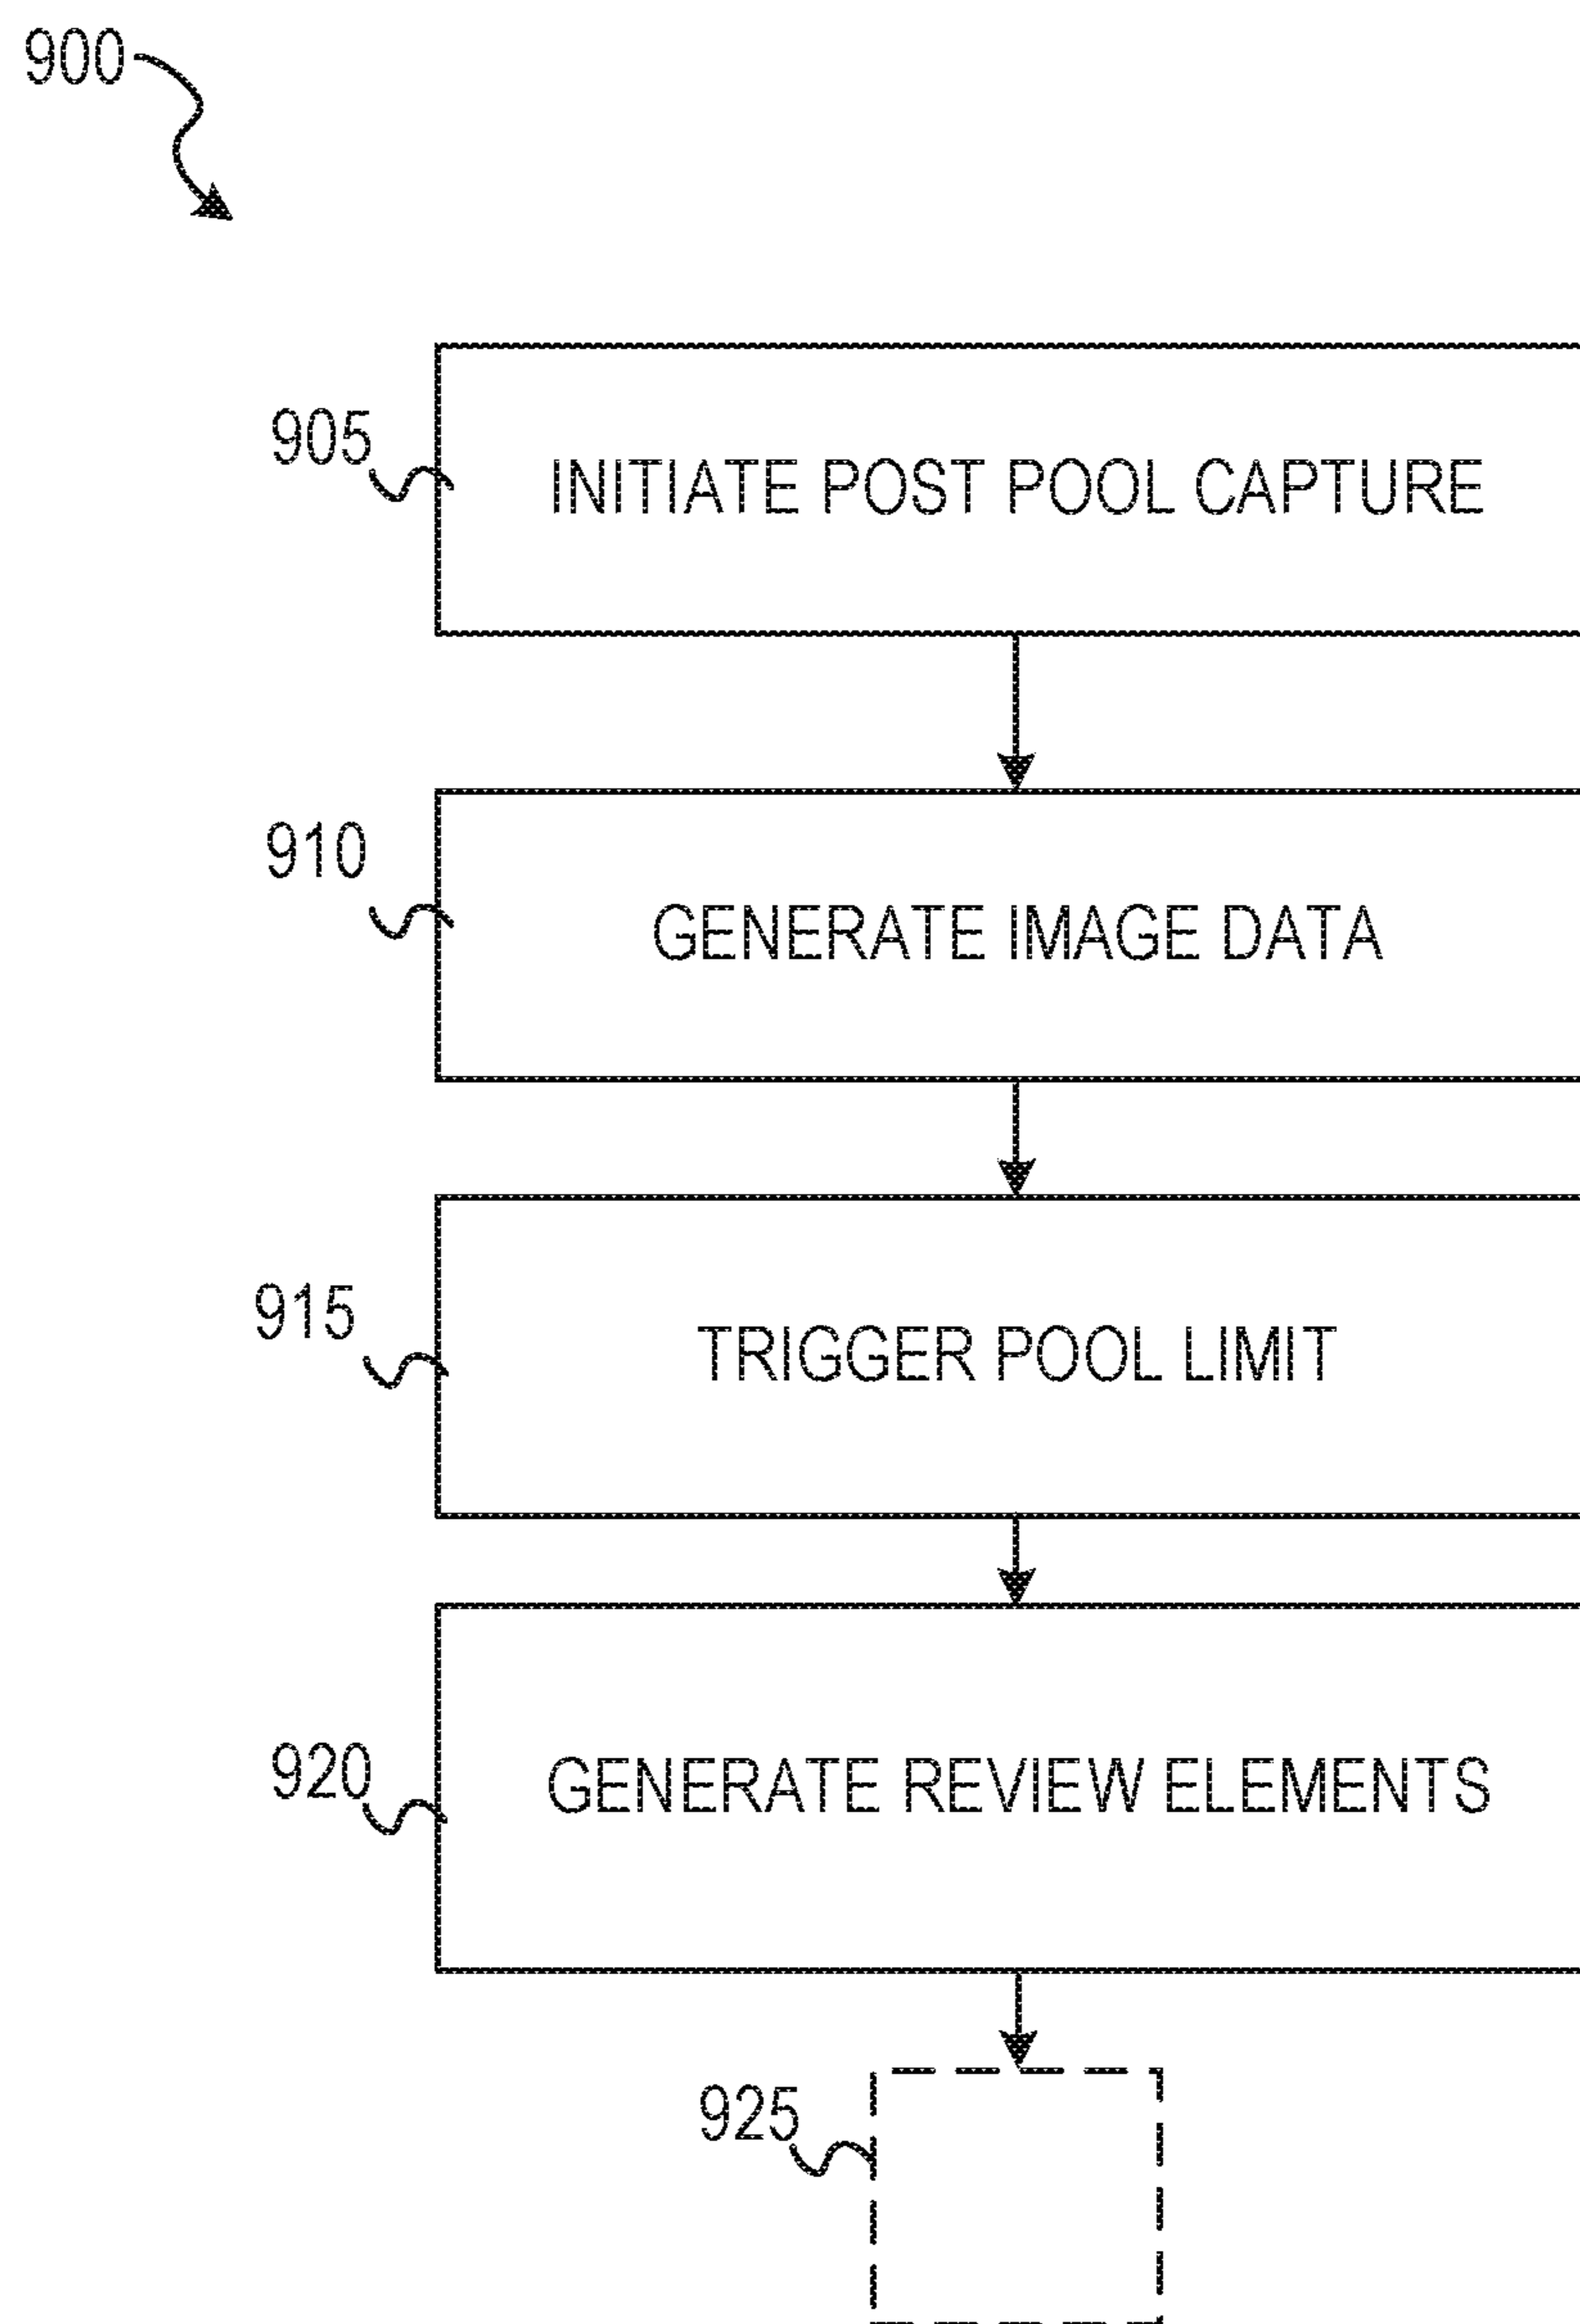 900
905
INITIATE POST POOL CAPTURE
910
GENERATE IMAGE DATA
915
TRIGGER POOL LIMIT
920
GENERATE REVIEW ELEMENTS
925